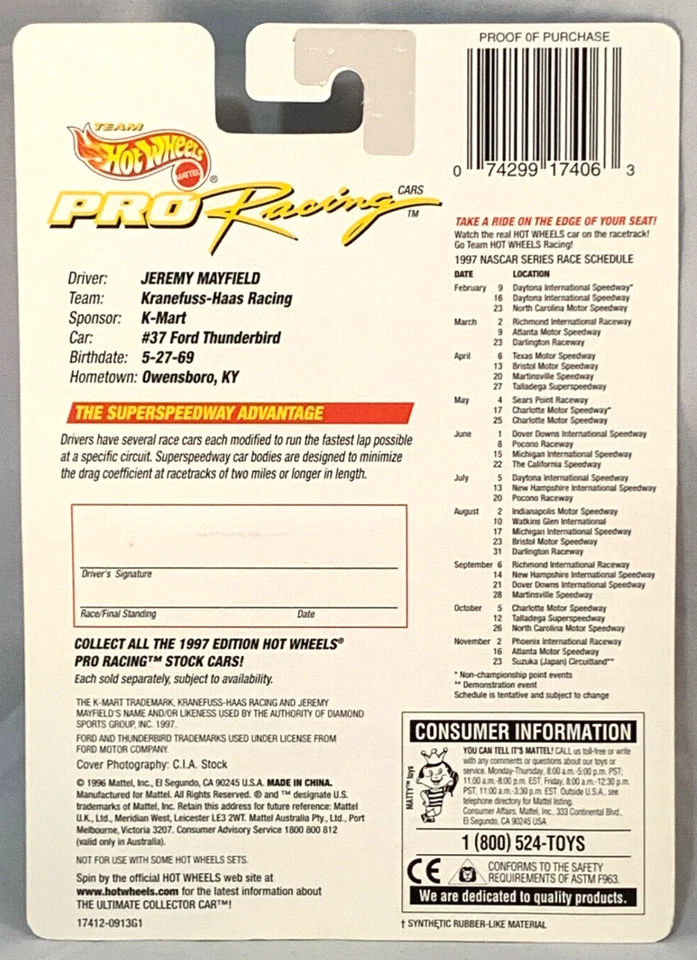 PROOF OF PURCHASE
0 74299 17406 3
TEAM
HOT WHEELS
MATTEL
®
PRO Racing CARS
™
Driver: JEREMY MAYFIELD
Team: Kranefuss-Haas Racing
Sponsor: K-Mart
Car: #37 Ford Thunderbird
Birthdate: 5-27-69
Hometown: Owensboro, KY
THE SUPERSPEEDWAY ADVANTAGE
Drivers have several race cars each modified to run the fastest lap possible
at a specific circuit. Superspeedway car bodies are designed to minimize
the drag coefficient at racetracks of two miles or longer in length.
Driver's Signature
Race/Final Standing Date
COLLECT ALL THE 1997 EDITION HOT WHEELS®
PRO RACING™ STOCK CARS!
Each sold separately, subject to availability.
THE K-MART TRADEMARK, KRANEFUSS-HAAS RACING AND JEREMY
MAYFIELD'S NAME AND/OR LIKENESS USED BY THE AUTHORITY OF DIAMOND
SPORTS GROUP, INC. 1997.
FORD AND THUNDERBIRD TRADEMARKS USED UNDER LICENSE FROM
FORD MOTOR COMPANY.
Cover Photography: C.I.A. Stock
© 1996 Mattel, Inc., El Segundo, CA 90245 U.S.A. MADE IN CHINA.
Manufactured for Mattel. All Rights Reserved. ® and ™ designate U.S.
trademarks of Mattel, Inc. Retain this address for future reference: Mattel
U.K., Ltd., Meridian West, Leicester LE3 2WT. Mattel Australia Pty., Ltd., Port
Melbourne, Victoria 3207. Consumer Advisory Service 1800 800 812
(valid only in Australia).
NOT FOR USE WITH SOME HOT WHEELS SETS.
Spin by the official HOT WHEELS web site at
www.hotwheels.com for the latest information about
THE ULTIMATE COLLECTOR CAR™!
17412-0913G1
TAKE A RIDE ON THE EDGE OF YOUR SEAT!
Watch the real HOT WHEELS car on the racetrack!
Go Team HOT WHEELS Racing!
1997 NASCAR SERIES RACE SCHEDULE
DATE LOCATION
February 9 Daytona International Speedway*
16 Daytona International Speedway
23 North Carolina Motor Speedway
March 2 Richmond International Raceway
9 Atlanta Motor Speedway
23 Darlington Raceway
April 6 Texas Motor Speedway
13 Bristol Motor Speedway
20 Martinsville Speedway
27 Talladega Superspeedway
May 4 Sears Point Raceway
17 Charlotte Motor Speedway*
25 Charlotte Motor Speedway
June 1 Dover Downs International Speedway
8 Pocono Raceway
15 Michigan International Speedway
22 The California Speedway
July 5 Daytona International Speedway
13 New Hampshire International Speedway
20 Pocono Raceway
August 2 Indianapolis Motor Speedway
10 Watkins Glen International
17 Michigan International Speedway
23 Bristol Motor Speedway
31 Darlington Raceway
September 6 Richmond International Raceway
14 New Hampshire International Speedway
21 Dover Downs International Speedway
28 Martinsville Speedway
October 5 Charlotte Motor Speedway
12 Talladega Superspeedway
26 North Carolina Motor Speedway
November 2 Phoenix International Raceway
16 Atlanta Motor Speedway
23 Suzuka (Japan) Circuitland**
* Non-championship point events
** Demonstration event
Schedule is tentative and subject to change
CONSUMER INFORMATION
MATTY™ toys
YOU CAN TELL IT'S MATTEL! CALL us toll-free or write
with any comments or questions about our toys or
service. Monday-Thursday, 8:00 a.m.-5:00 p.m. PST;
11:00 a.m.-8:00 p.m. EST; Friday, 8:00 a.m.-12:30 p.m.
PST, 11:00 a.m.-3:30 p.m. EST. Outside U.S.A., see
telephone directory for Mattel listing.
Consumer Affairs, Mattel, Inc., 333 Continental Blvd.,
El Segundo, CA 90245 USA
1 (800) 524-TOYS
CE CONFORMS TO THE SAFETY
REQUIREMENTS OF ASTM F963.
We are dedicated to quality products.
† SYNTHETIC RUBBER-LIKE MATERIAL